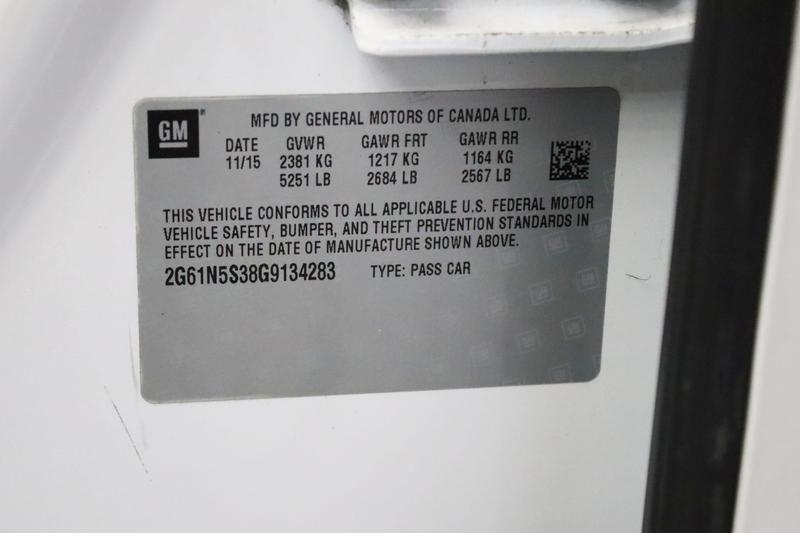 GM
MFD BY GENERAL MOTORS OF CANADA LTD.
DATE GVWR GAWR FRT GAWR RR
11/15 2381 KG 1217 KG 1164 KG
5251 LB 2684 LB 2567 LB
THIS VEHICLE CONFORMS TO ALL APPLICABLE U.S. FEDERAL MOTOR
VEHICLE SAFETY, BUMPER, AND THEFT PREVENTION STANDARDS IN
EFFECT ON THE DATE OF MANUFACTURE SHOWN ABOVE.
2G61N5S38G9134283 TYPE: PASS CAR